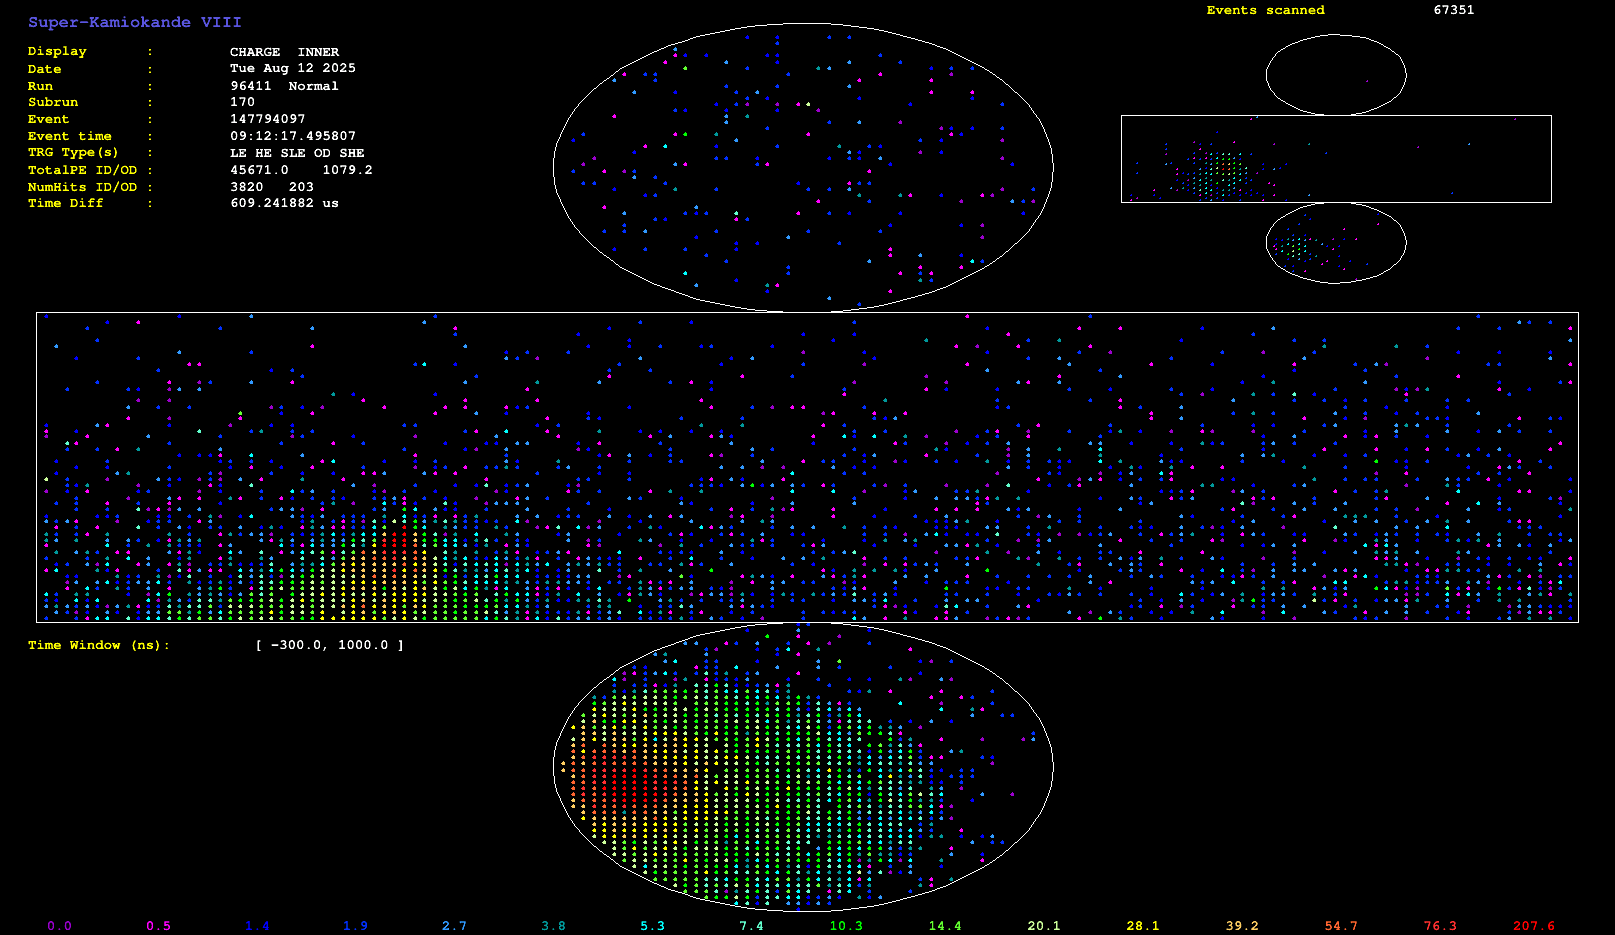 Super-Kamiokande VIII
Events scanned 67351
Display : CHARGE INNER
Date : Tue Aug 12 2025
Run : 96411 Normal
Subrun : 170
Event : 147794097
Event time : 09:12:17.495807
TRG Type(s) : LE HE SLE OD SHE
TotalPE ID/OD : 45671.0 1079.2
NumHits ID/OD : 3820 203
Time Diff : 609.241882 us
Time Window (ns): [ -300.0, 1000.0 ]
0.0 0.5 1.4 1.9 2.7 3.8 5.3 7.4 10.3 14.4 20.1 28.1 39.2 54.7 76.3 207.6